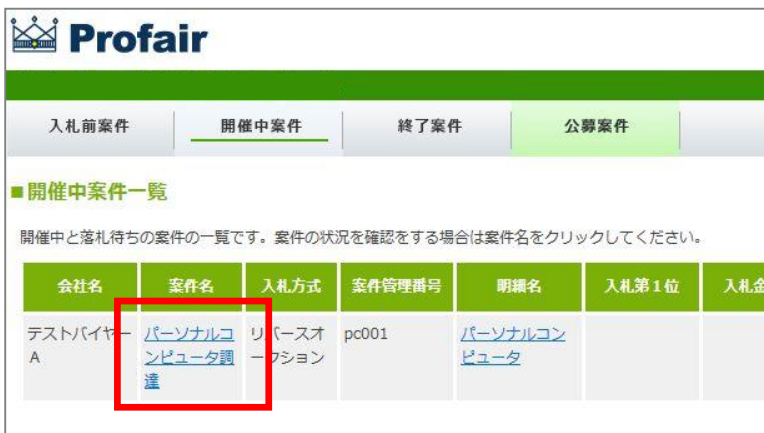 Profair
入札前案件 開催中案件 終了案件 公募案件
■開催中案件一覧
開催中と落札待ちの案件の一覧です。案件の状況を確認をする場合は案件名をクリックしてください。
会社名 案件名 入札方式 案件管理番号 明細名 入札第1位 入札金
テストバイヤー パーソナルコ リバースオ pc001 パーソナルコン
A ンピュータ調 ークション ピュータ
達